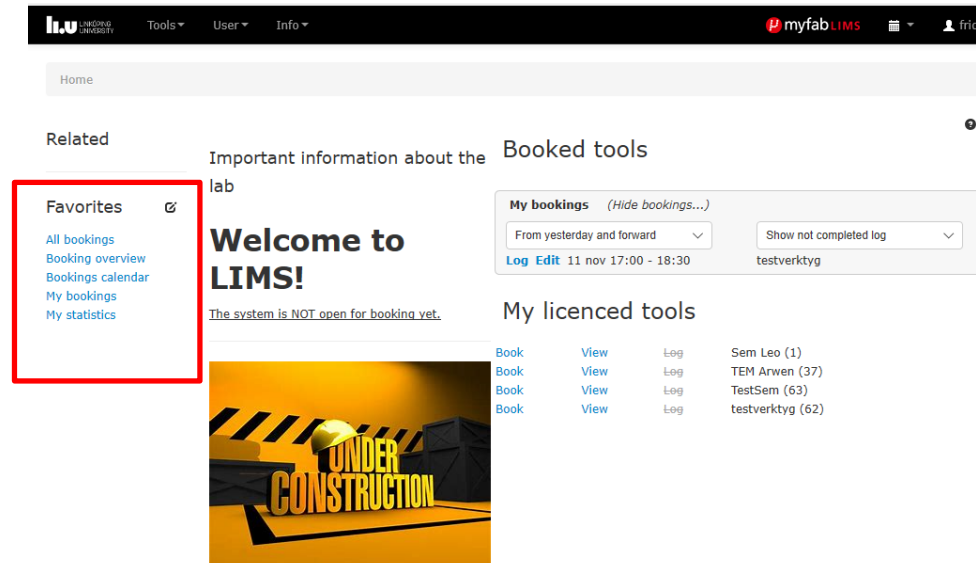 LINKÖPING
UNIVERSITY
Tools
User
Info
myfab LIMS
Home
Related
Favorites
All bookings
Booking overview
Bookings calendar
My bookings
My statistics
Important information about the
lab
Welcome to
LIMS!
The system is NOT open for booking yet.
UNDER
CONSTRUCTION
Booked tools
My bookings (Hide bookings...)
From yesterday and forward Show not completed log
Log Edit 11 nov 17:00 - 18:30 testverktyg
My licenced tools
Book View Log Sem Leo (1)
Book View Log TEM Arwen (37)
Book View Log TestSem (63)
Book View Log testverktyg (62)